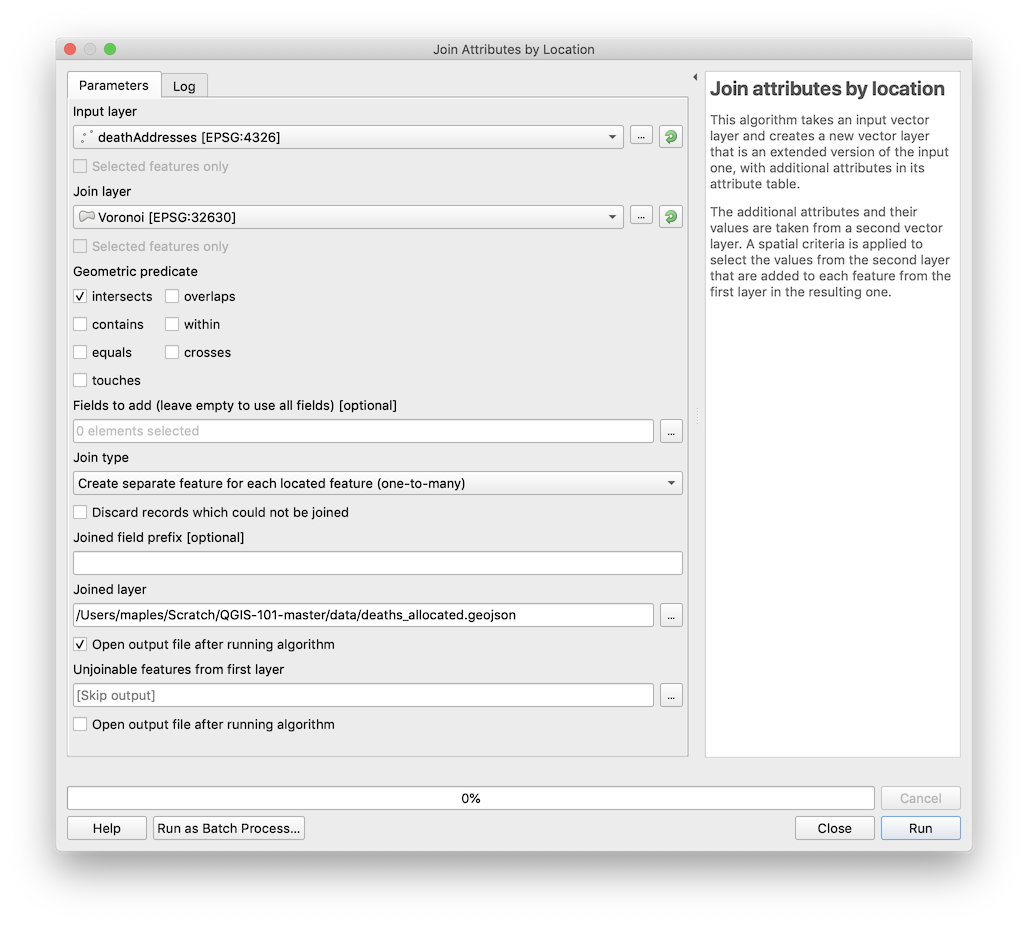 Join Attributes by Location
Parameters
Log
Input layer
deathAddresses [EPSG:4326]
...
Selected features only
Join layer
Voronoi [EPSG:32630]
...
Selected features only
Geometric predicate
intersects
overlaps
contains
within
equals
crosses
touches
Fields to add (leave empty to use all fields) [optional]
0 elements selected
...
Join type
Create separate feature for each located feature (one-to-many)
Discard records which could not be joined
Joined field prefix [optional]
Joined layer
/Users/maples/Scratch/QGIS-101-master/data/deaths_allocated.geojson
...
Open output file after running algorithm
Unjoinable features from first layer
[Skip output]
...
Open output file after running algorithm
Join attributes by location
This algorithm takes an input vector
layer and creates a new vector layer
that is an extended version of the input
one, with additional attributes in its
attribute table.
The additional attributes and their
values are taken from a second vector
layer. A spatial criteria is applied to
select the values from the second layer
that are added to each feature from the
first layer in the resulting one.
0%
Cancel
Help
Run as Batch Process...
Close
Run